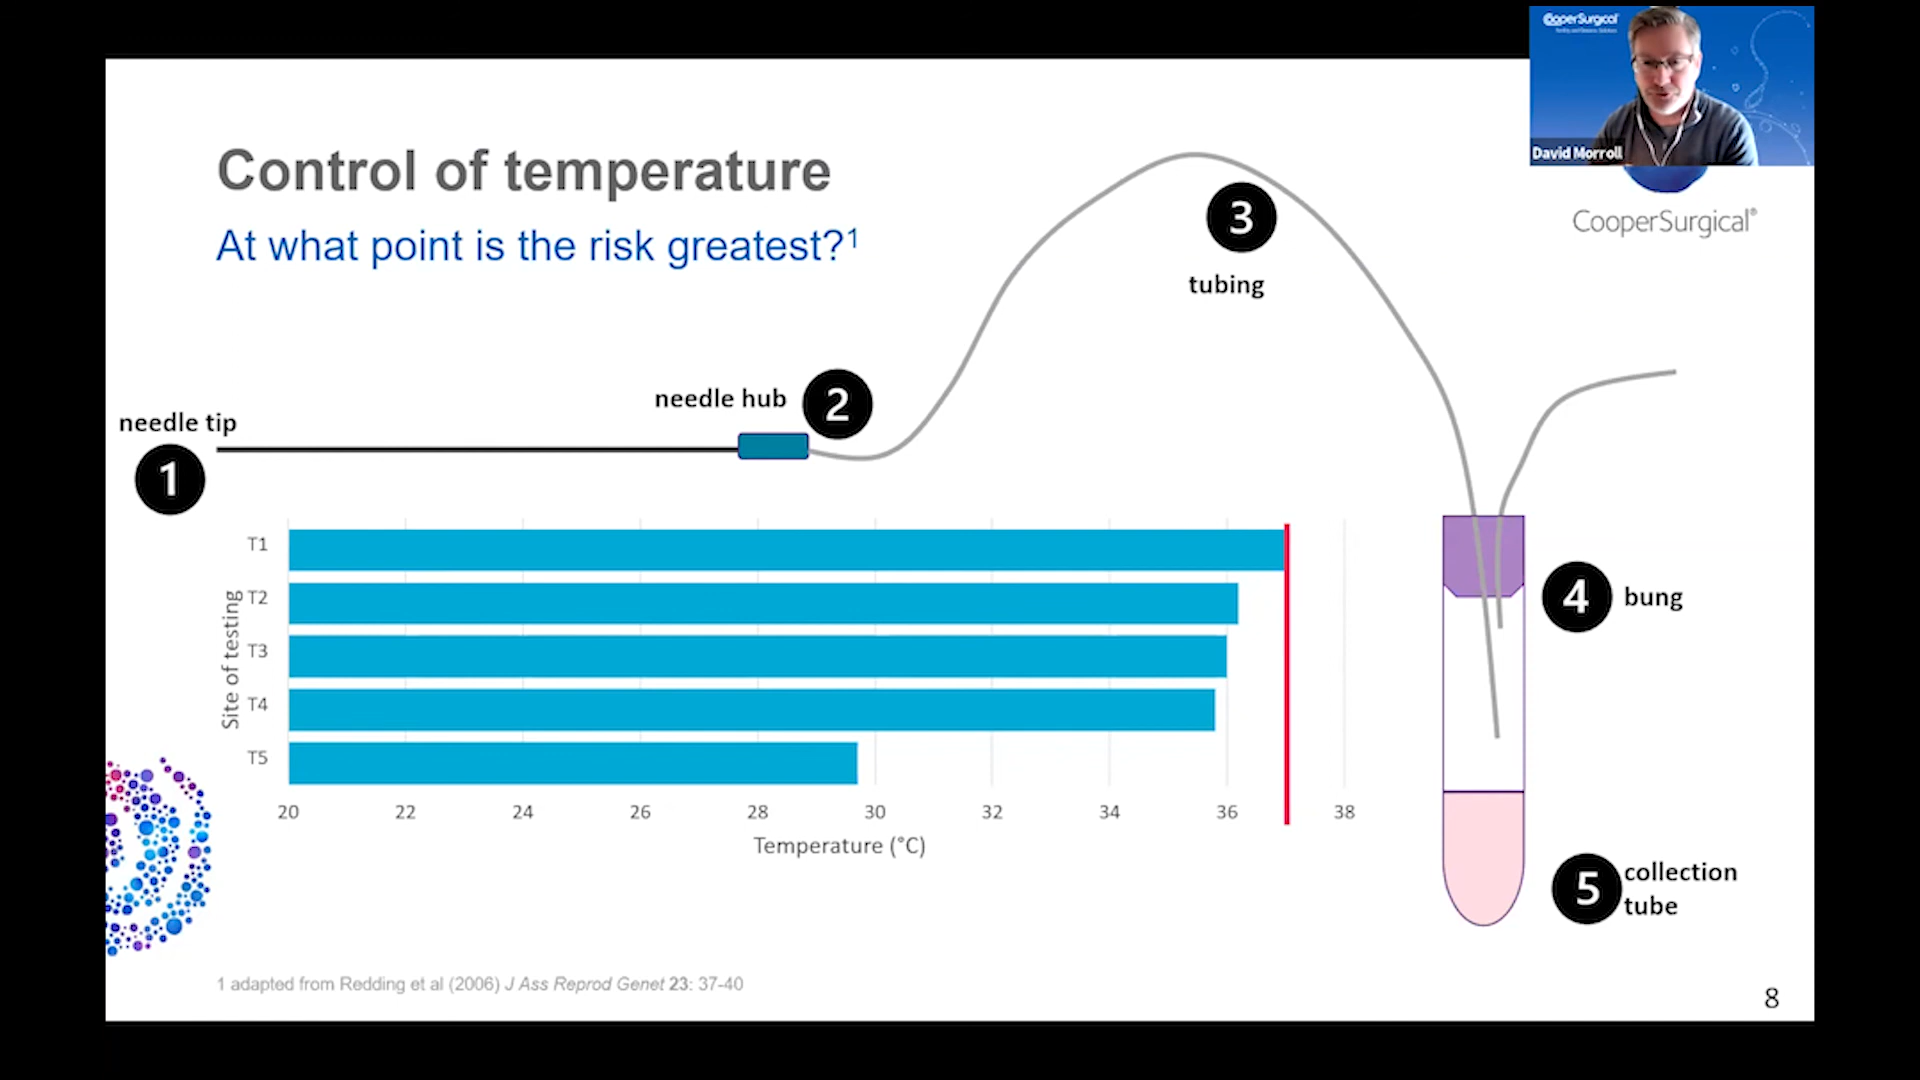 CooperSurgical
David Morroll
Control of temperature
At what point is the risk greatest?¹
CooperSurgical®
3
tubing
needle hub
2
needle tip
1
T1
T2
T3
T4
T5
Site of testing
20 22 24 26 28 30 32 34 36 38
Temperature (°C)
4 bung
5 collection
tube
1 adapted from Redding et al (2006) J Ass Reprod Genet 23: 37-40
8